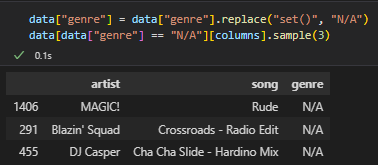 data["genre"] = data["genre"].replace("set()", "N/A")
data[data["genre"] == "N/A"][columns].sample(3)
✓ 0.1s
artist song genre
1406 MAGIC! Rude N/A
291 Blazin' Squad Crossroads - Radio Edit N/A
455 DJ Casper Cha Cha Slide - Hardino Mix N/A